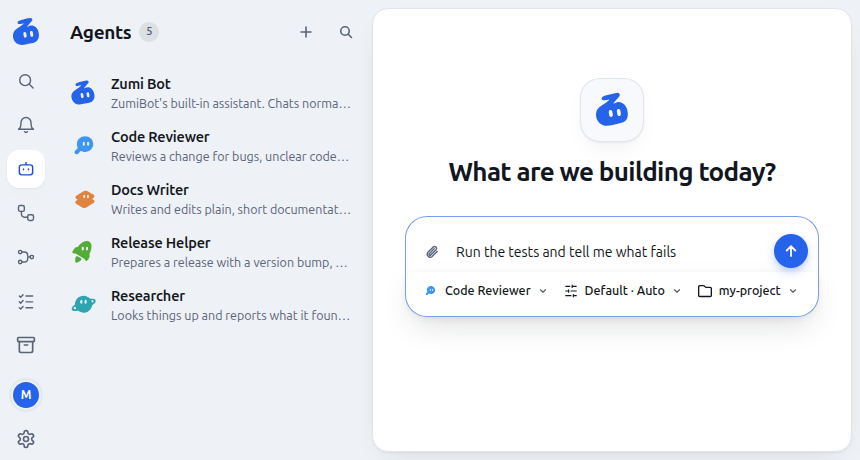 Agents 5
Zumi Bot
ZumiBot's built-in assistant. Chats norma…
Code Reviewer
Reviews a change for bugs, unclear code…
Docs Writer
Writes and edits plain, short documentat…
Release Helper
Prepares a release with a version bump, …
Researcher
Looks things up and reports what it foun…
M
What are we building today?
Run the tests and tell me what fails
Code Reviewer Default · Auto my-project